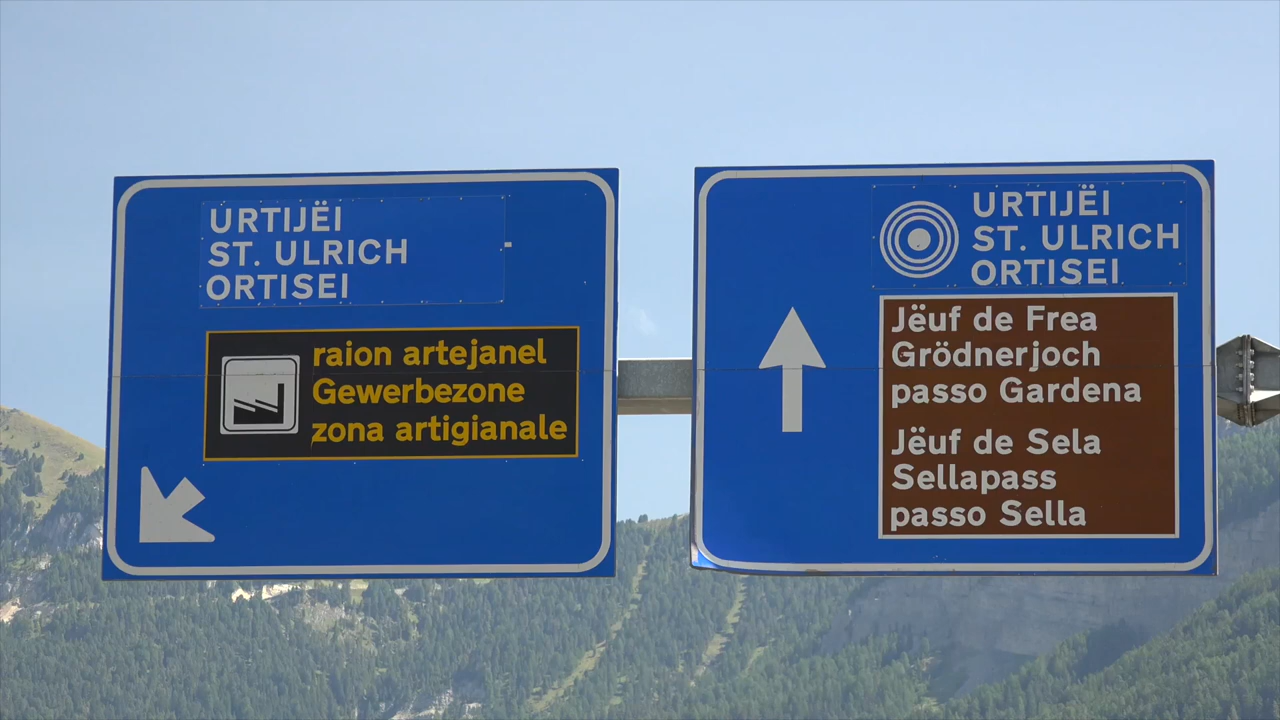 URTIJËI
ST. ULRICH
ORTISEI
raion artejanel
Gewerbezone
zona artigianale
URTIJËI
ST. ULRICH
ORTISEI
Jëuf de Frea
Grödnerjoch
passo Gardena
Jëuf de Sela
Sellapass
passo Sella